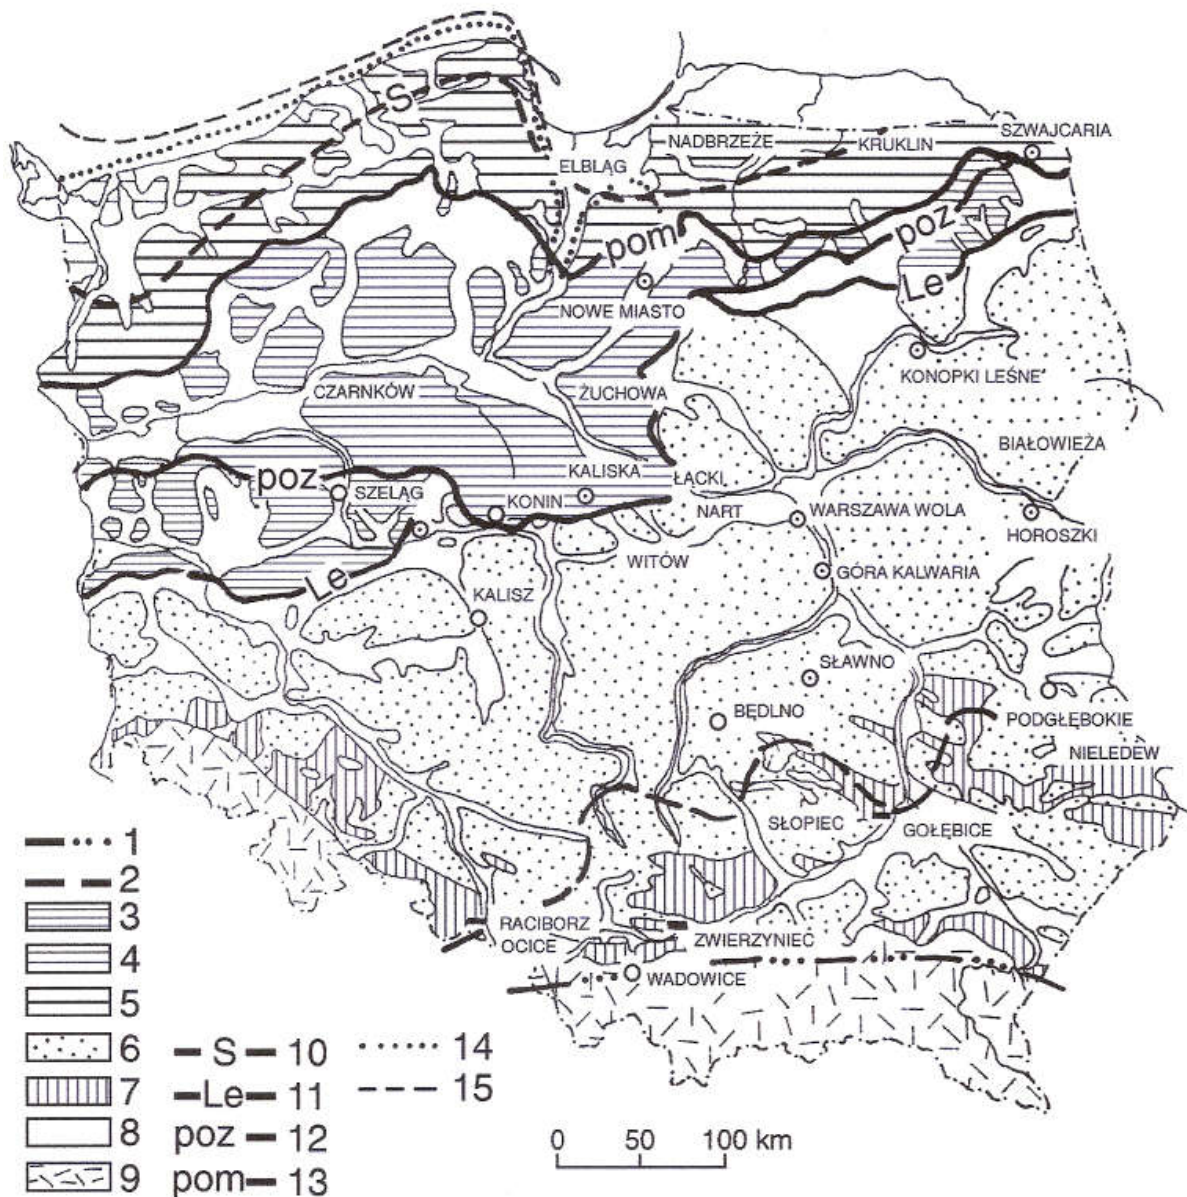 S
NADBRZEŻE
KRUKLIN
SZWAJCARIA
ELBLĄG
pom
poz
Le
NOWE MIASTO
KONOPKI LEŚNE
CZARNKÓW
ŻUCHOWA
BIAŁOWIEŻA
poz
SZELĄG
KONIN
KALISKA
ŁĄCKI
NART
WARSZAWA WOLA
HOROSZKI
WITÓW
Le
KALISZ
GÓRA KALWARIA
SŁAWNO
BĘDLNO
PODGŁĘBOKIE
NIELEDEW
SŁOPIEC
GOŁĘBICE
RACIBORZ
OCICE
ZWIERZYNIEC
WADOWICE
1
2
3
4
5
6
7
8
9
S 10
Le 11
poz 12
pom 13
14
15
0 50 100 km